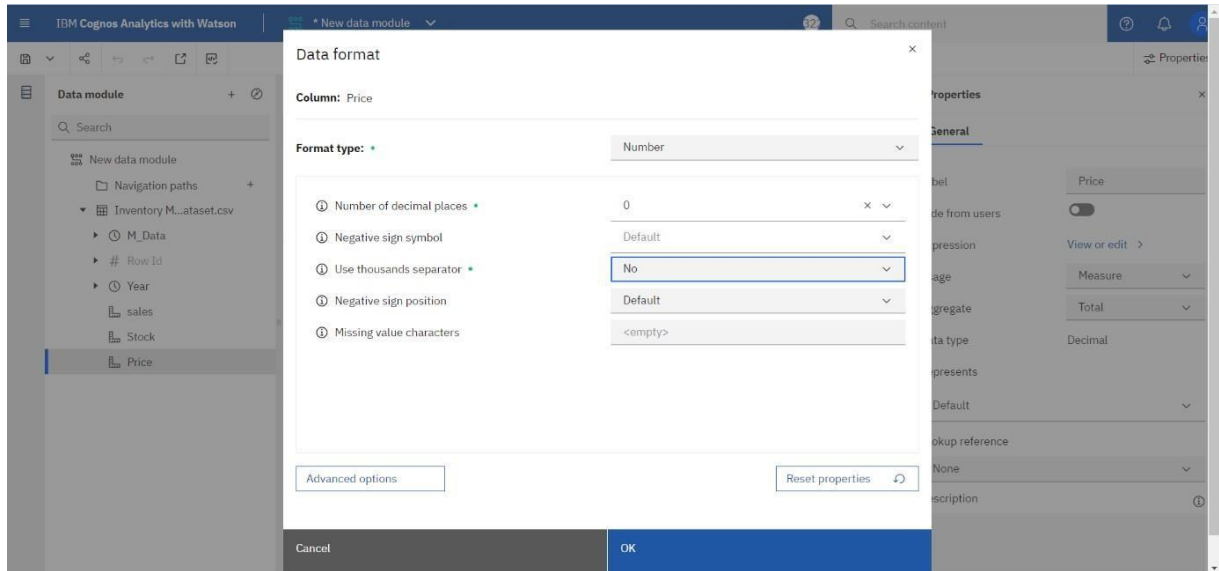 IBM Cognos Analytics with Watson
* New data module
32
Search content
Data format
Column: Price
Format type:
Number
Number of decimal places
0
Negative sign symbol
Default
Use thousands separator
No
Negative sign position
Default
Missing value characters
<empty>
Advanced options
Reset properties
Cancel
OK
Data module
Search
New data module
Navigation paths
Inventory M...ataset.csv
M_Data
# Row Id
Year
sales
Stock
Price
Propertie
Properties
General
bel
Price
de from users
pression
View or edit
age
Measure
gregate
Total
ta type
Decimal
presents
Default
okup reference
None
scription